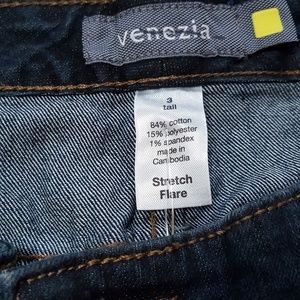 venezia
3
tall
84% cotton
15% polyester
1% spandex
made in
Cambodia
Stretch
Flare